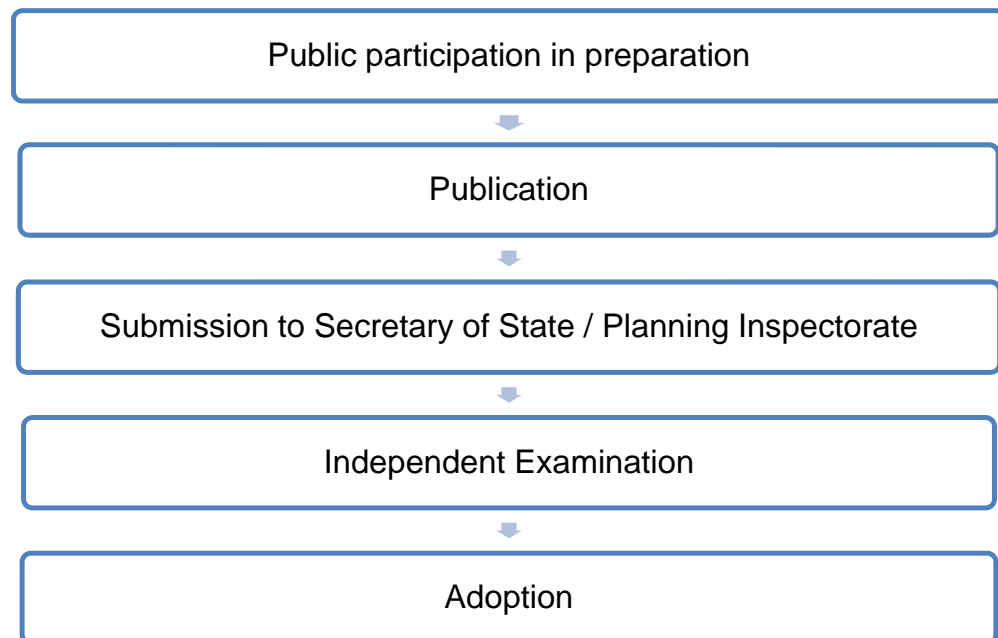 Public participation in preparation
Publication
Submission to Secretary of State / Planning Inspectorate
Independent Examination
Adoption